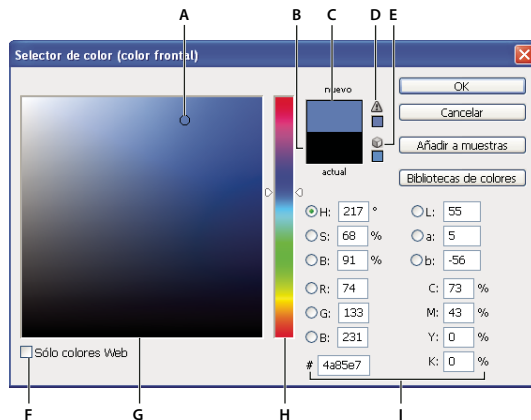 A B C D E
Selector de color (color frontal)
nuevo
OK
Cancelar
Añadir a muestras
actual
Bibliotecas de colores
H: 217 ° L: 55
S: 68 % a: 5
B: 91 % b: -56
R: 74 C: 73 %
G: 133 M: 43 %
B: 231 Y: 0 %
# 4a85e7 K: 0 %
Sólo colores Web
F G H I